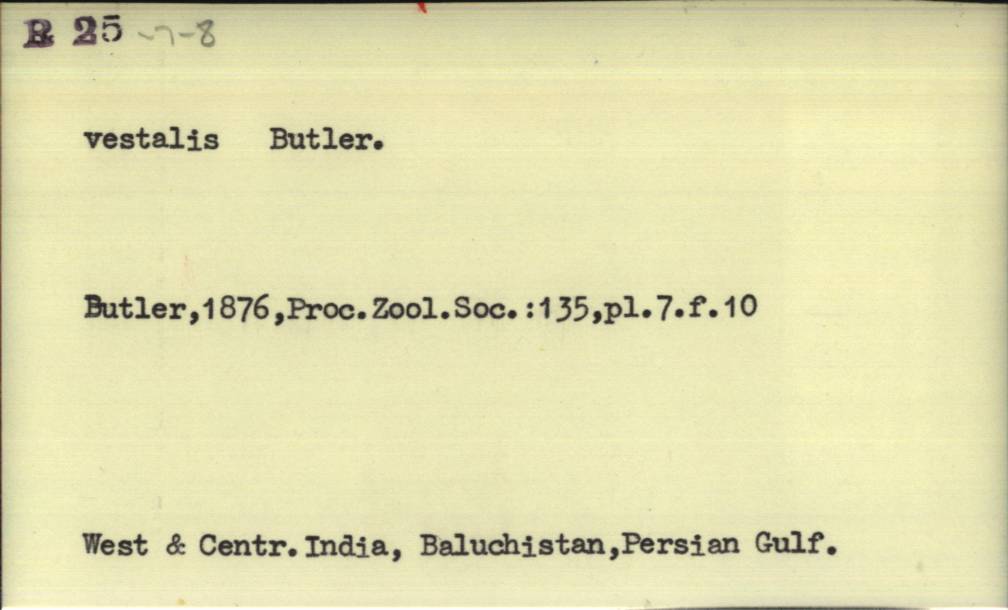 R 25 -7-8
vestalis Butler.
Butler,1876,Proc.Zool.Soc.:135,pl.7.f.10
West & Centr.India, Baluchistan,Persian Gulf.